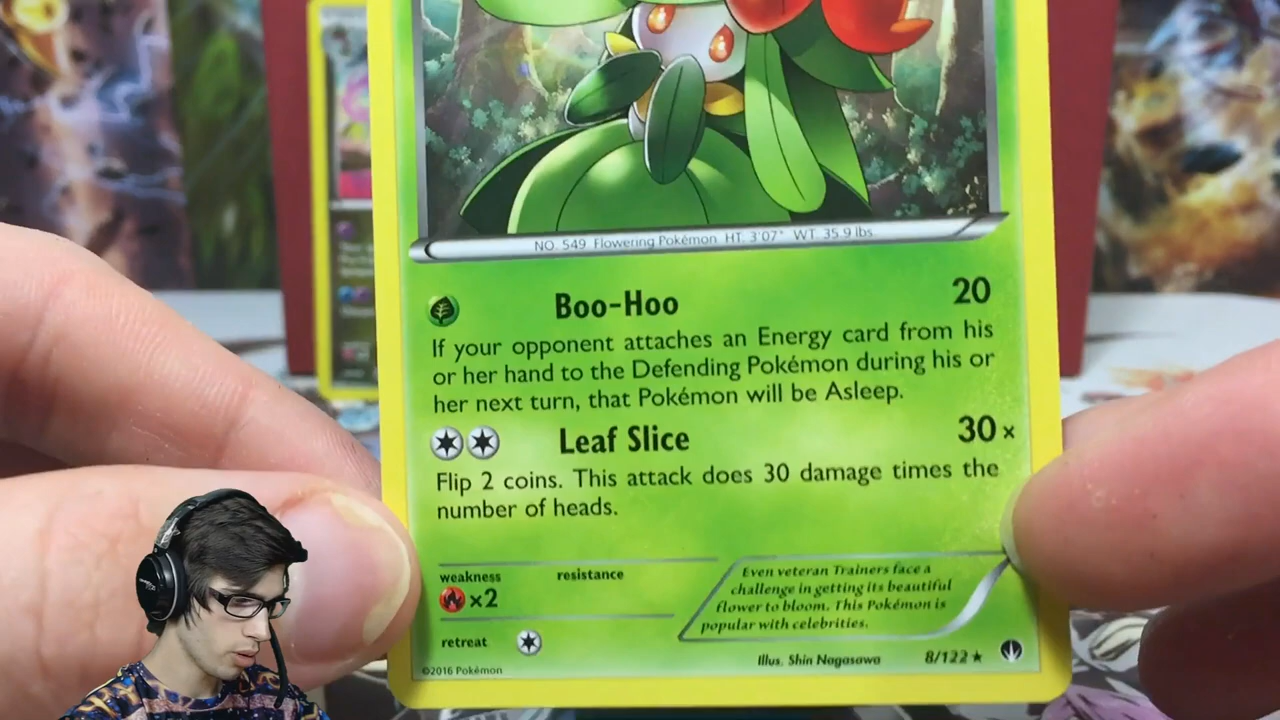 NO. 549 Flowering Pokémon HT. 3'07" WT. 35.9 lbs.
Boo-Hoo 20
If your opponent attaches an Energy card from his
or her hand to the Defending Pokémon during his or
her next turn, that Pokémon will be Asleep.
Leaf Slice 30×
Flip 2 coins. This attack does 30 damage times the
number of heads.
weakness resistance
×2
retreat
Even veteran Trainers face a
challenge in getting its beautiful
flower to bloom. This Pokémon is
popular with celebrities.
Illus. Shin Nagasawa 8/122 ★
©2016 Pokémon